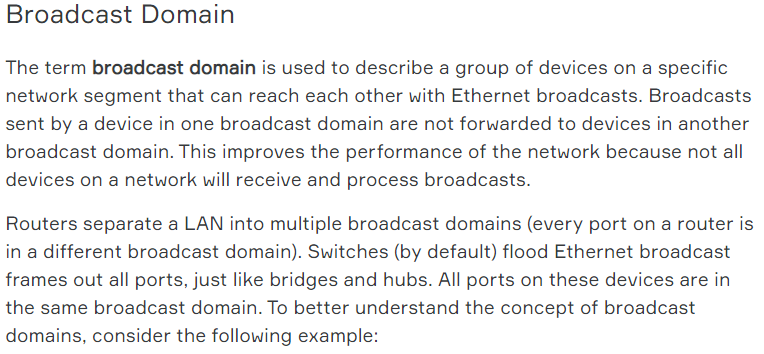 Broadcast Domain
The term broadcast domain is used to describe a group of devices on a specific
network segment that can reach each other with Ethernet broadcasts. Broadcasts
sent by a device in one broadcast domain are not forwarded to devices in another
broadcast domain. This improves the performance of the network because not all
devices on a network will receive and process broadcasts.
Routers separate a LAN into multiple broadcast domains (every port on a router is
in a different broadcast domain). Switches (by default) flood Ethernet broadcast
frames out all ports, just like bridges and hubs. All ports on these devices are in
the same broadcast domain. To better understand the concept of broadcast
domains, consider the following example: